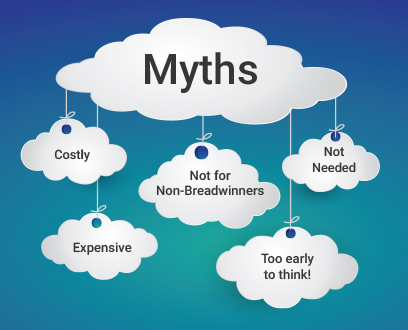 Myths
Costly
Not for
Non-Breadwinners
Not
Needed
Expensive
Too early
to think!